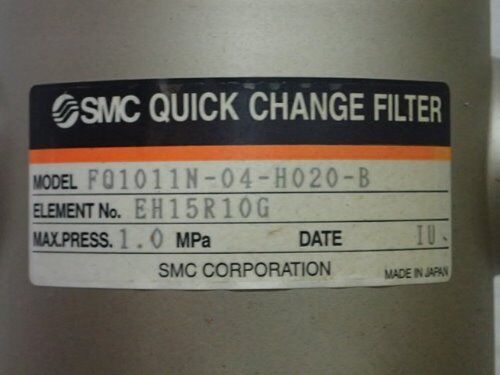 SMC QUICK CHANGE FILTER
MODEL FQ1011N-04-H020-B
ELEMENT No. EH15R10G
MAX.PRESS. 1.0 MPa DATE IU
SMC CORPORATION
MADE IN JAPAN